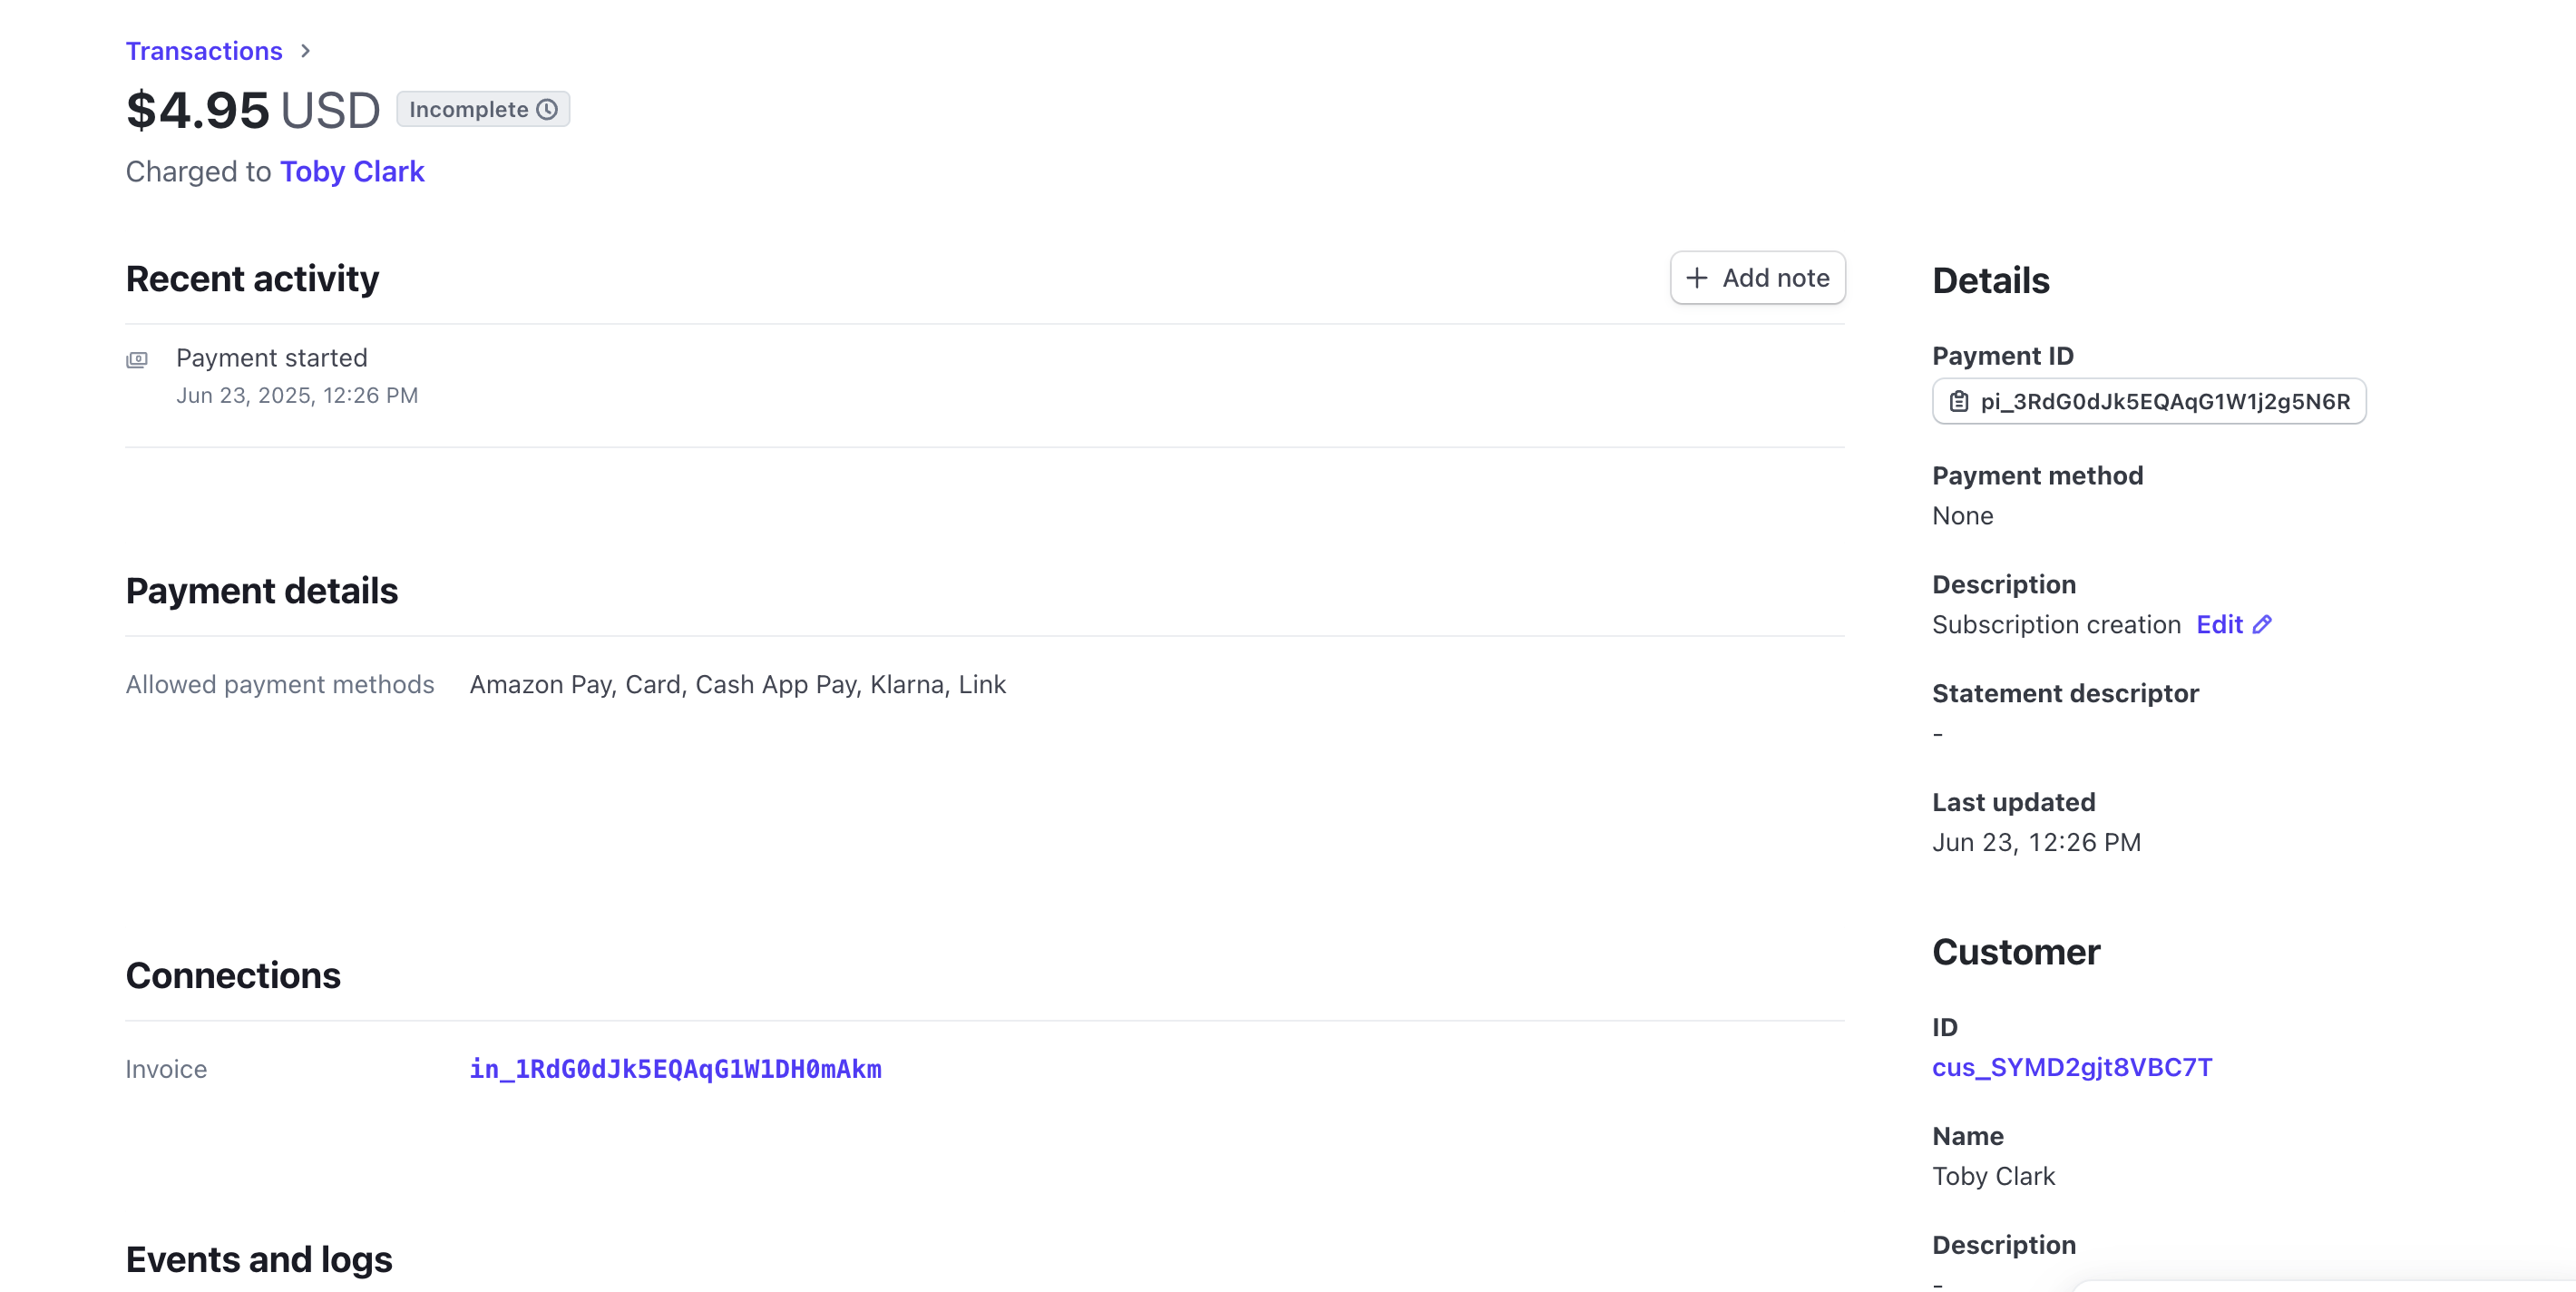 Transactions
$4.95 USD Incomplete
Charged to Toby Clark
Recent activity
Add note
Payment started
Jun 23, 2025, 12:26 PM
Payment details
Allowed payment methods Amazon Pay, Card, Cash App Pay, Klarna, Link
Connections
Invoice in_1RdG0dJk5EQAqG1W1DH0mAkm
Events and logs
Details
Payment ID
pi_3RdG0dJk5EQAqG1W1j2g5N6R
Payment method
None
Description
Subscription creation Edit
Statement descriptor
-
Last updated
Jun 23, 12:26 PM
Customer
ID
cus_SYMD2gjt8VBC7T
Name
Toby Clark
Description
-